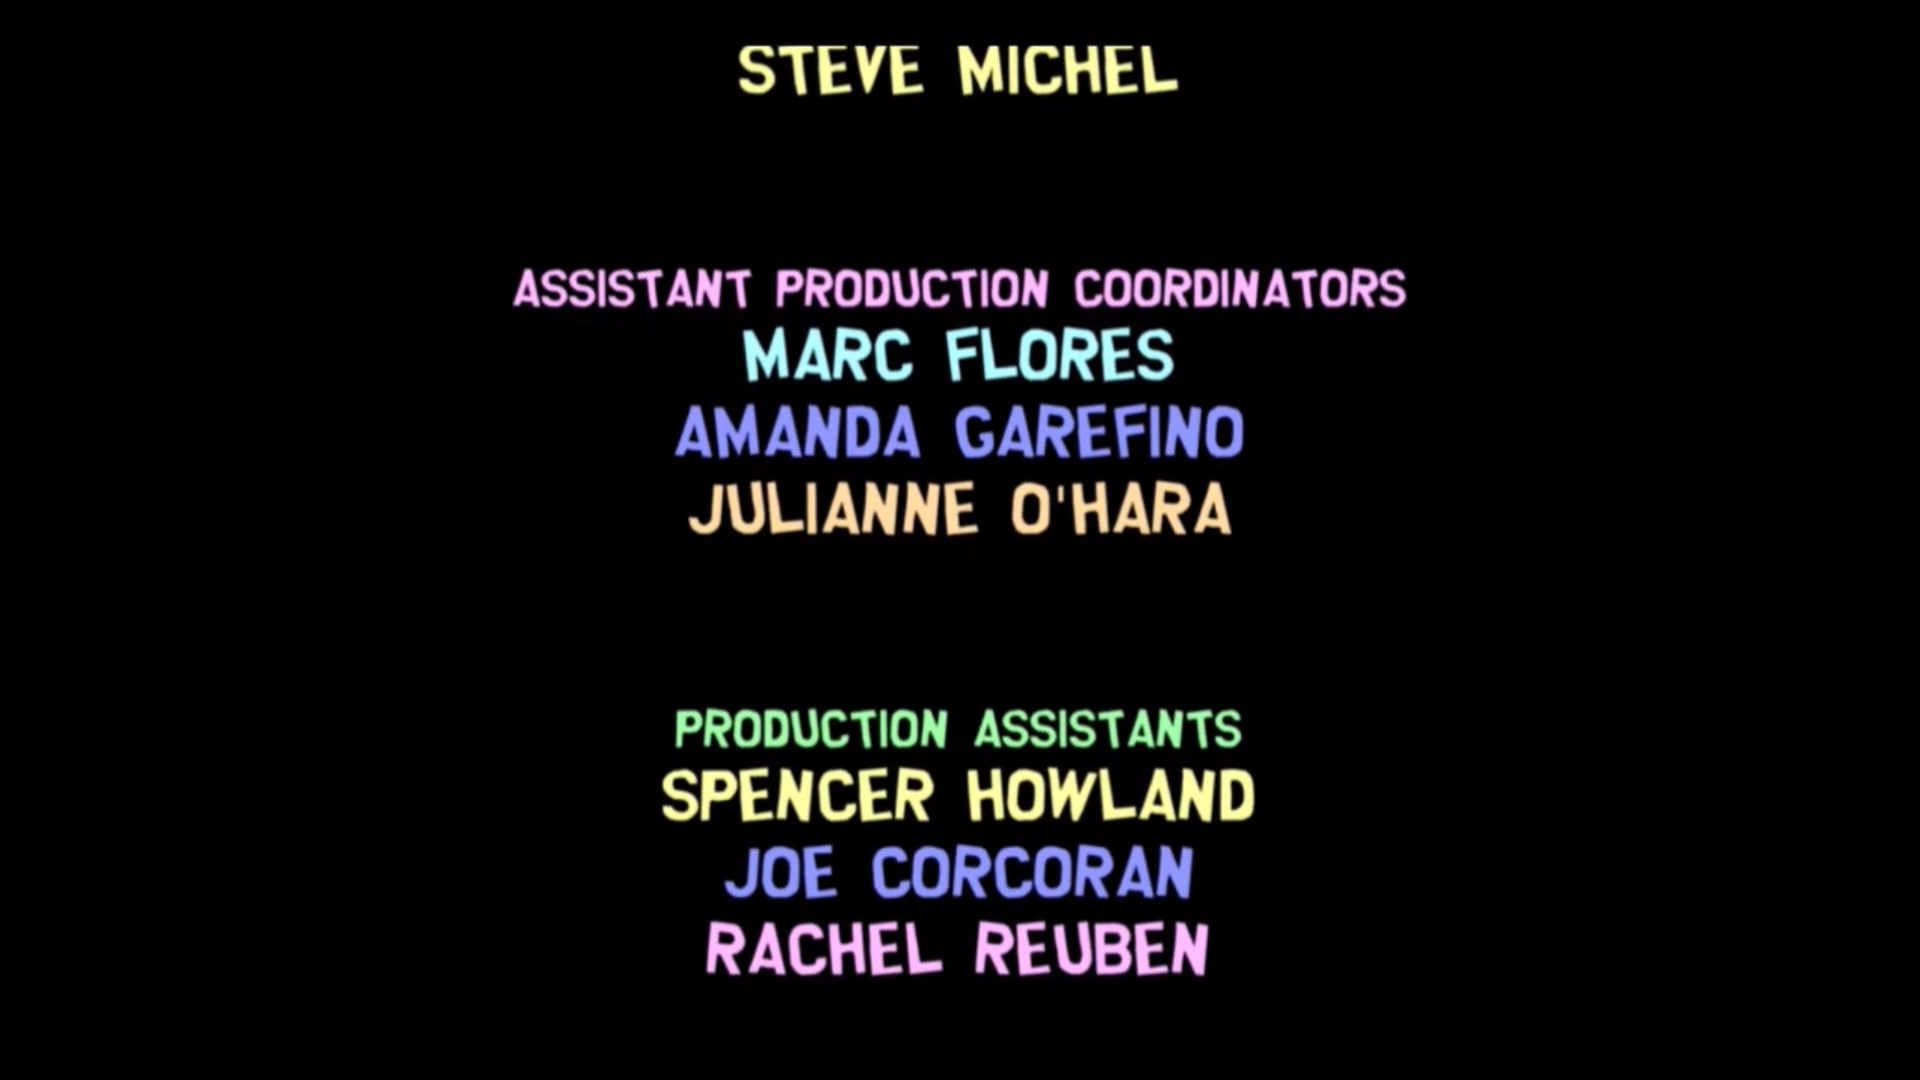 STEVE MICHEL
ASSISTANT PRODUCTION COORDINATORS
MARC FLORES
AMANDA GAREFINO
JULIANNE O'HARA
PRODUCTION ASSISTANTS
SPENCER HOWLAND
JOE CORCORAN
RACHEL REUBEN